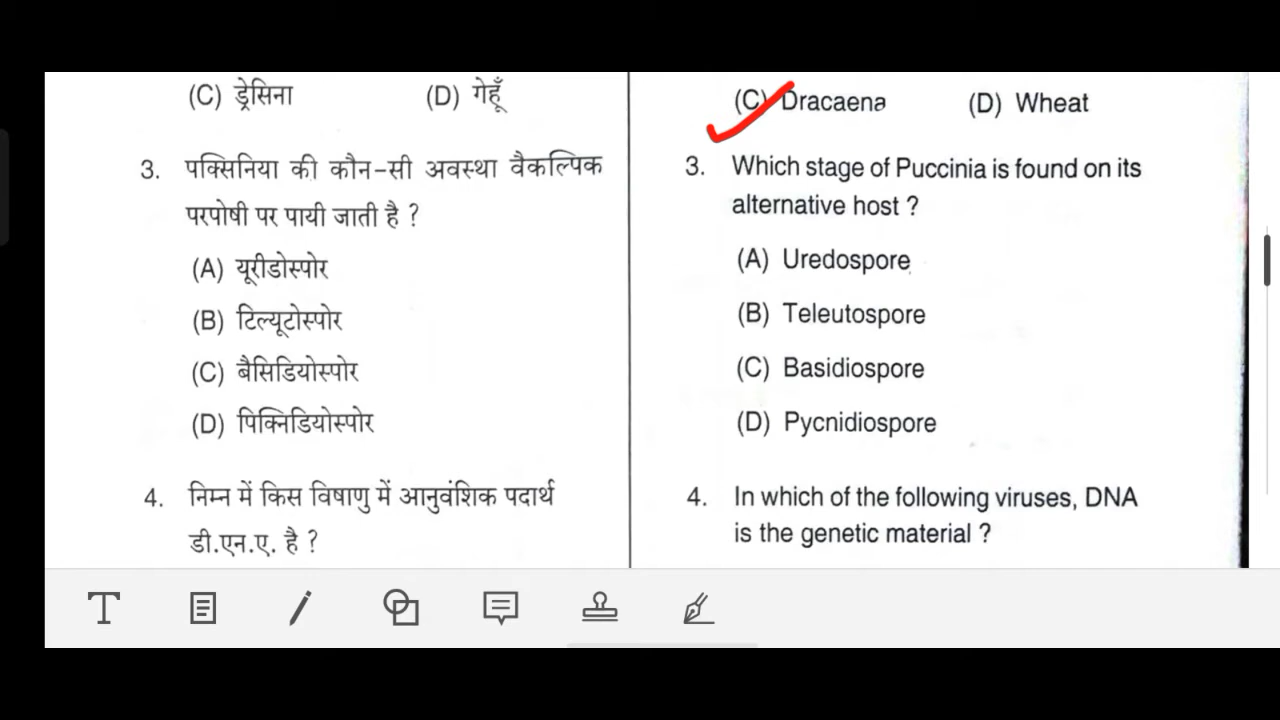 (C) ड्रेसिना (D) गेहूँ
3. पक्सिनिया की कौन-सी अवस्था वैकल्पिक
परपोषी पर पायी जाती है ?
(A) यूरीडोस्पोर
(B) टिल्यूटोस्पोर
(C) बैसिडियोस्पोर
(D) पिक्निडियोस्पोर
4. निम्न में किस विषाणु में आनुवंशिक पदार्थ
डी.एन.ए. है ?
(C) Dracaena (D) Wheat
3. Which stage of Puccinia is found on its
alternative host ?
(A) Uredospore
(B) Teleutospore
(C) Basidiospore
(D) Pycnidiospore
4. In which of the following viruses, DNA
is the genetic material ?